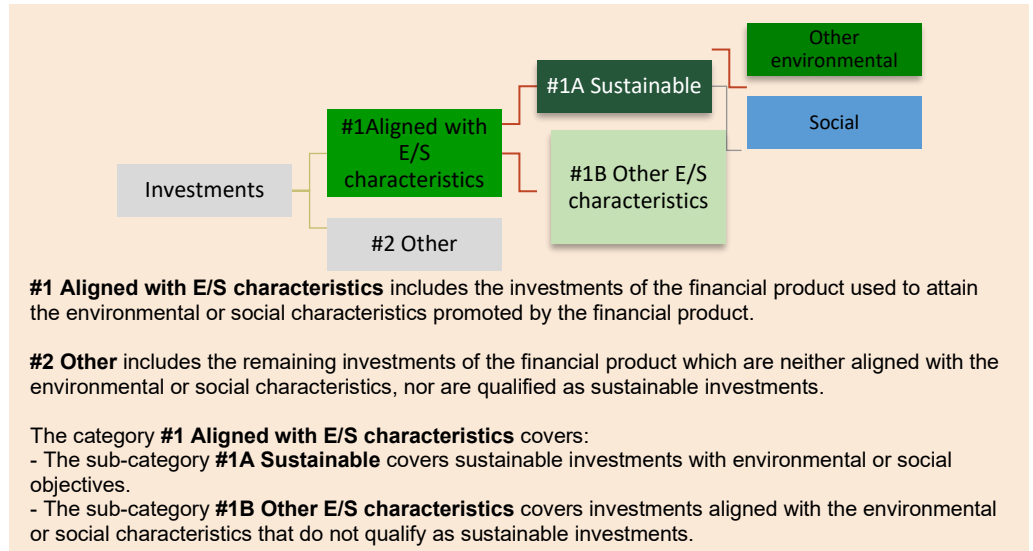 Other
environmental
#1A Sustainable
Social
#1Aligned with
E/S
characteristics
#1B Other E/S
characteristics
Investments
#2 Other
#1 Aligned with E/S characteristics includes the investments of the financial product used to attain
the environmental or social characteristics promoted by the financial product.
#2 Other includes the remaining investments of the financial product which are neither aligned with the
environmental or social characteristics, nor are qualified as sustainable investments.
The category #1 Aligned with E/S characteristics covers:
- The sub-category #1A Sustainable covers sustainable investments with environmental or social
objectives.
- The sub-category #1B Other E/S characteristics covers investments aligned with the environmental
or social characteristics that do not qualify as sustainable investments.